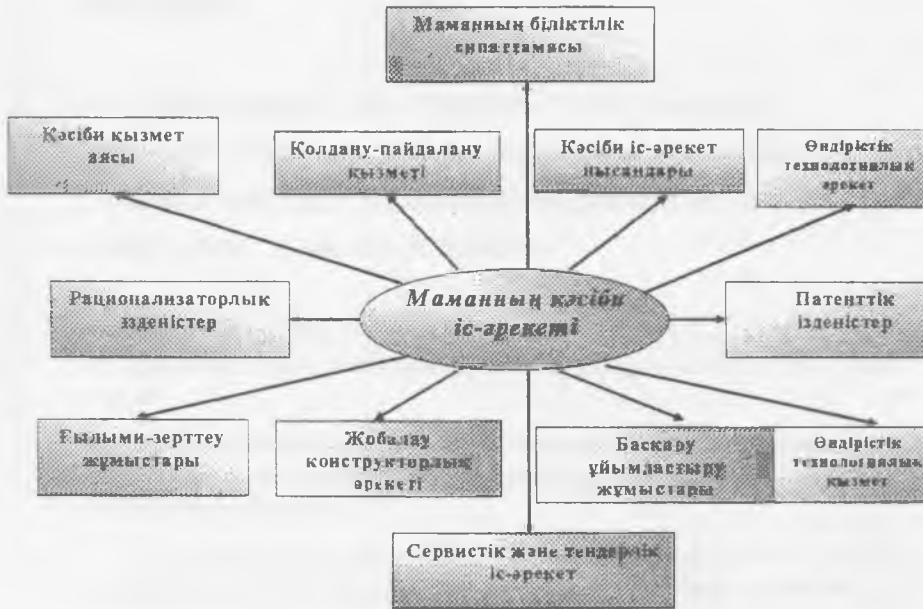 Маманның біліктілік
сипаттамасы
Қәсіби қызмет
аясы
Қолдану-пайдалану
қызметі
Кәсіби іс-әрекет
нысандары
Өндірістік
технологиялық
әрекет
Рационализаторлық
ізденістер
Маманның кәсіби
іс-әрекеті
Патенттік
ізденістер
Ғылыми-зерттеу
жұмыстары
Жобалау
конструкторлық
әрекеті
Басқару
ұйымдастыру
жұмыстары
Өндірістік
технологиялық
қызмет
Сервистік және тендерлік
іс-әрекет